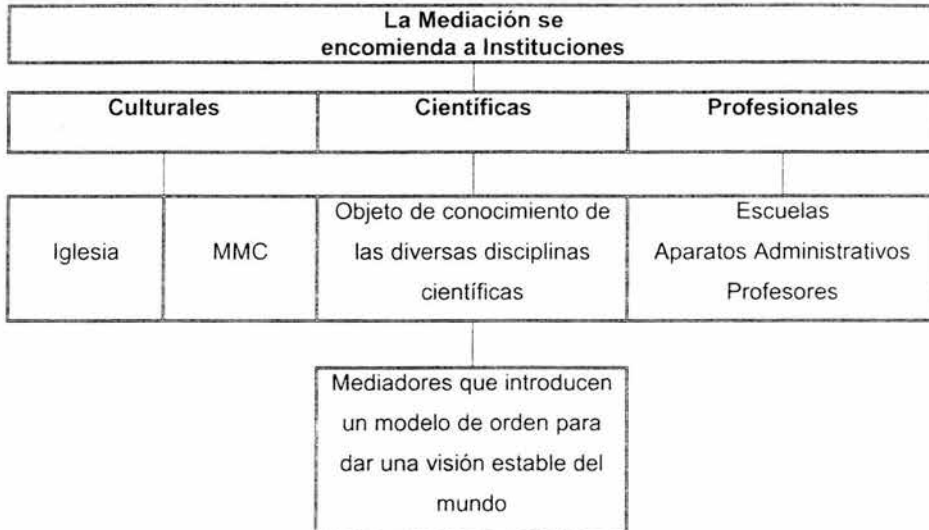 La Mediación se
encomienda a Instituciones
Culturales
Científicas
Profesionales
Iglesia
MMC
Objeto de conocimiento de
las diversas disciplinas
científicas
Escuelas
Aparatos Administrativos
Profesores
Mediadores que introducen
un modelo de orden para
dar una visión estable del
mundo